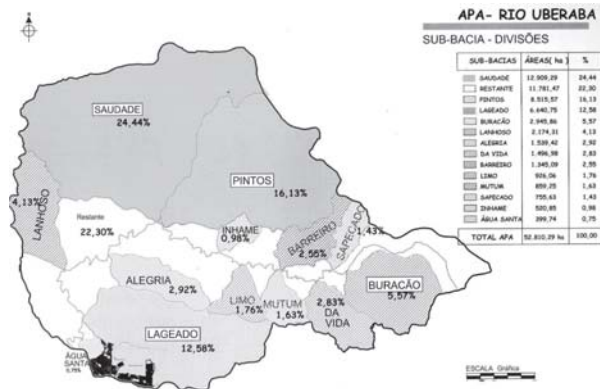 APA- RIO UBERABA
SUB-BACIA - DIVISÕES
SUB-BACIAS ÁREAS( ha ) %
SAUDADE 12.909,29 24,44
RESTANTE 11.781,47 22,30
PINTOS 8.515,57 16,13
LAGEADO 6.640,75 12,58
BURACÃO 2.945,86 5,57
LANHOSO 2.174,31 4,13
ALEGRIA 1.539,42 2,92
DA VIDA 1.496,98 2,83
BARREIRO 1.345,09 2,55
LIMO 926,06 1,76
MUTUM 859,25 1,63
SAPECADO 755,63 1,43
INHAME 520,85 0,98
ÁGUA SANTA 399,74 0,75
TOTAL APA 52.810,29 ha 100,00
SAUDADE
24,44%
PINTOS
16,13%
4,13%
LANHOSO
Restante
22,30%
INHAME
0,98%
BARREIRO
2,55%
SAPECADO
1,43%
ALEGRIA
2,92%
LIMO
1,76%
MUTUM
1,63%
2,83%
DA
VIDA
BURACÃO
5,57%
LAGEADO
12,58%
ÁGUA
SANTA
0,75%
ESCALA Gráfica